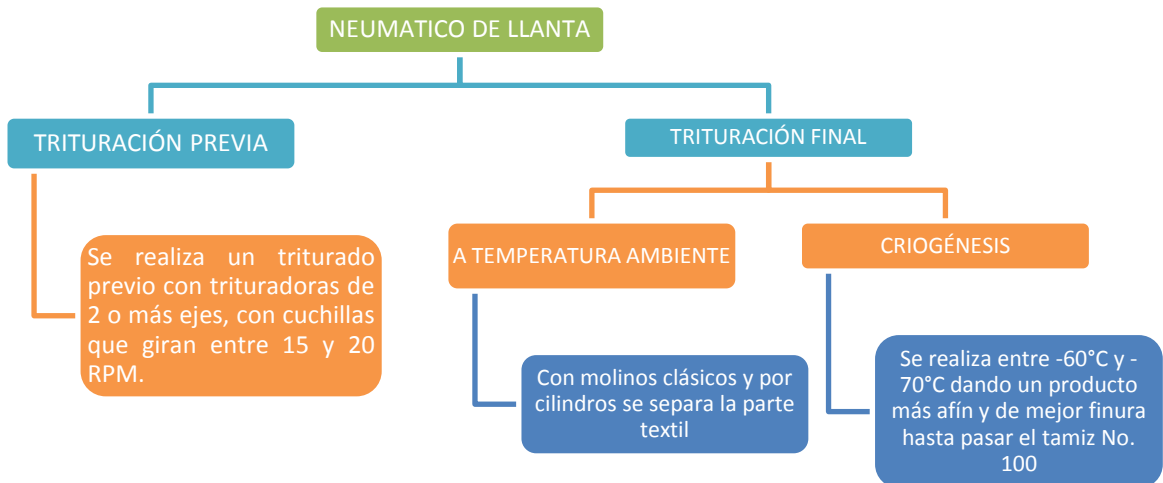 NEUMATICO DE LLANTA
TRITURACIÓN PREVIA
Se realiza un triturado
previo con trituradoras de
2 o más ejes, con cuchillas
que giran entre 15 y 20
RPM.
TRITURACIÓN FINAL
A TEMPERATURA AMBIENTE
Con molinos clásicos y por
cilindros se separa la parte
textil
CRIOGÉNESIS
Se realiza entre -60°C y -
70°C dando un producto
más afín y de mejor finura
hasta pasar el tamiz No.
100